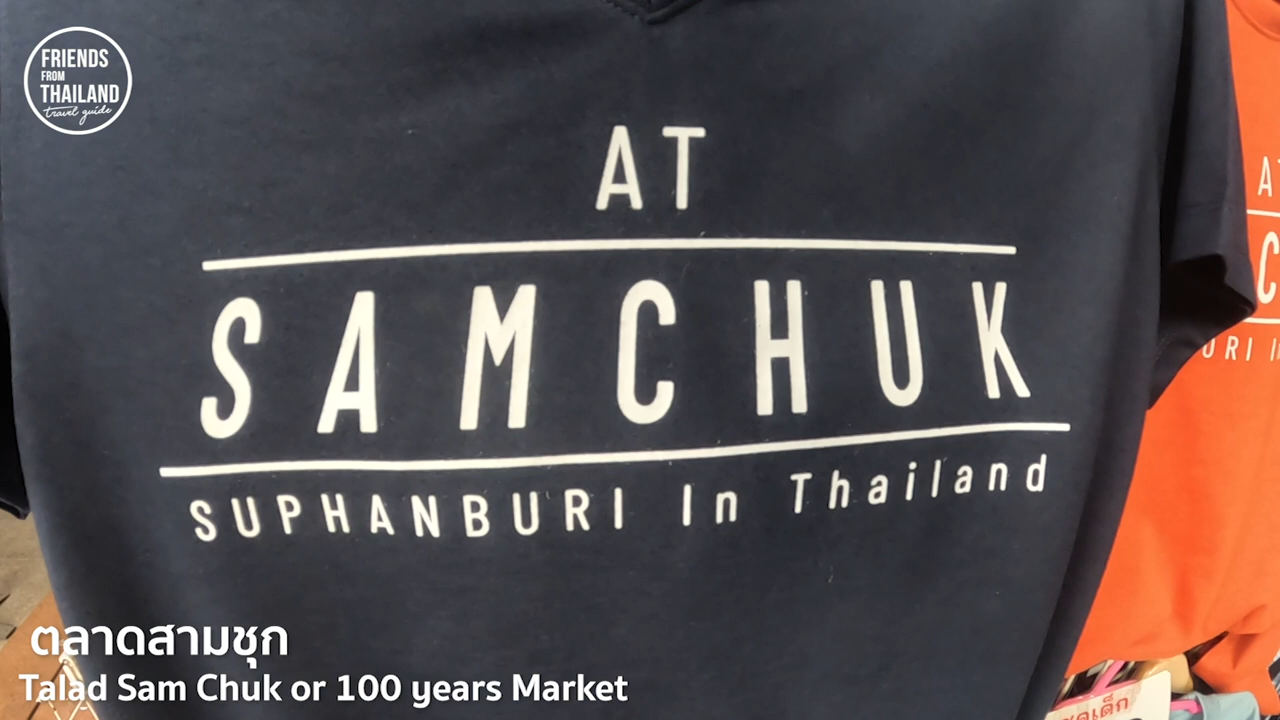 FRIENDS
FROM
THAILAND
travel guide
AT
SAMCHUK
SUPHANBURI In Thailand
ตลาดสามชุก
Talad Sam Chuk or 100 years Market